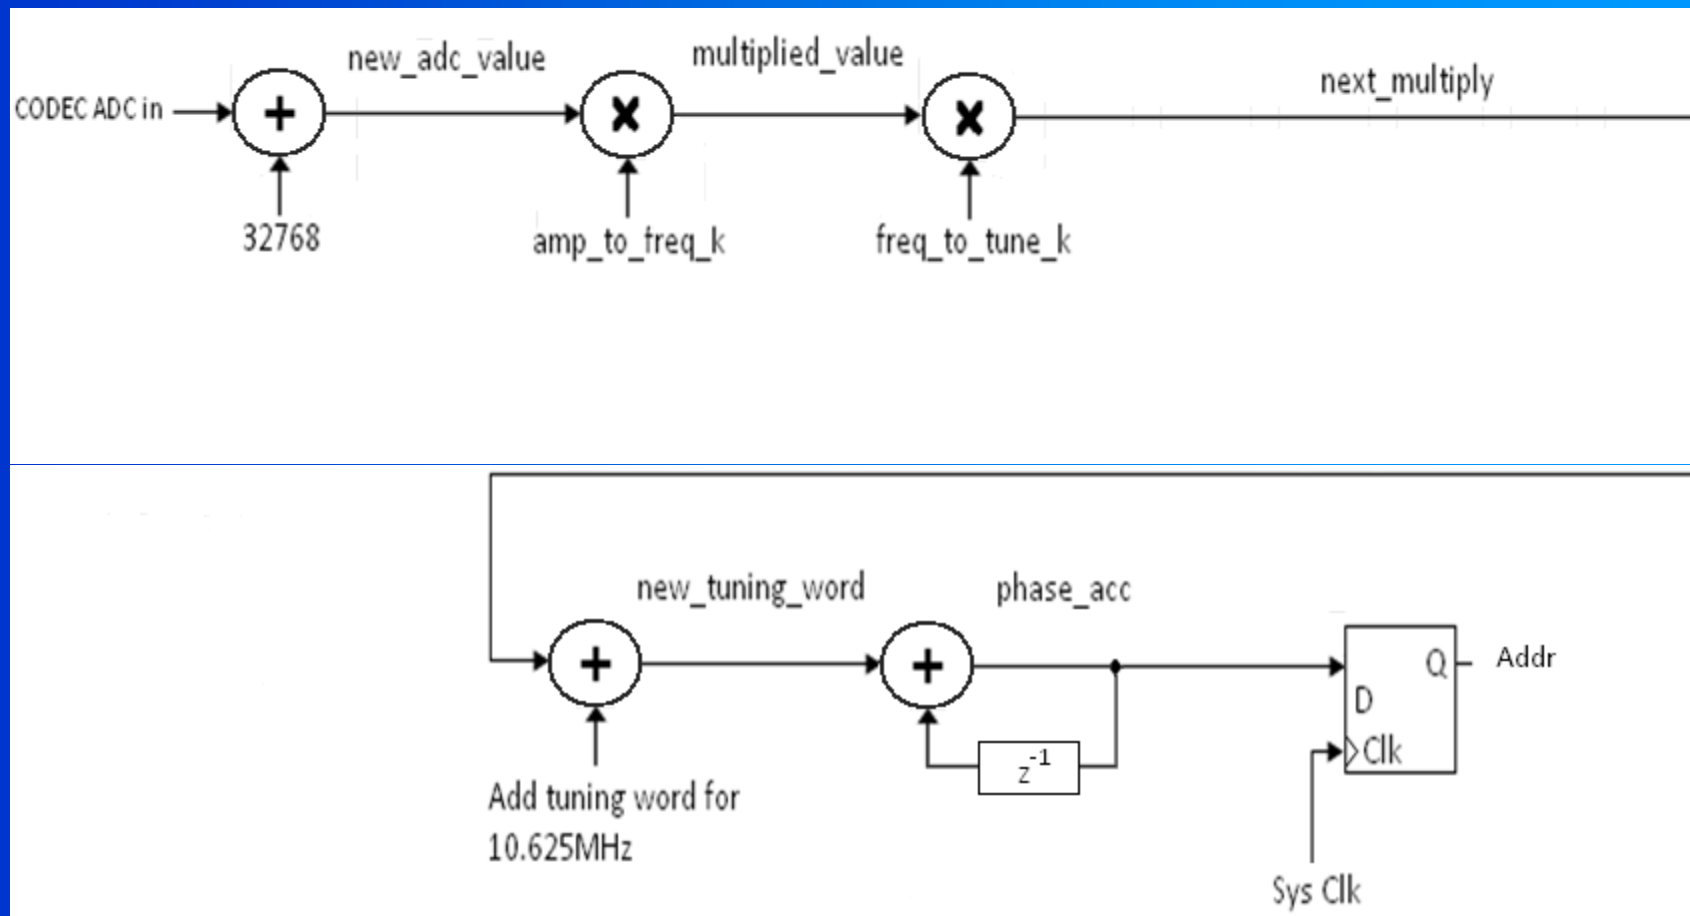 new_adc_value
multiplied_value
next_multiply
CODEC ADC in
+
x
x
32768
amp_to_freq_k
freq_to_tune_k
new_tuning_word
phase_acc
+
+
Q
Addr
D
z-1
Clk
Add tuning word for
10.625MHz
Sys Clk